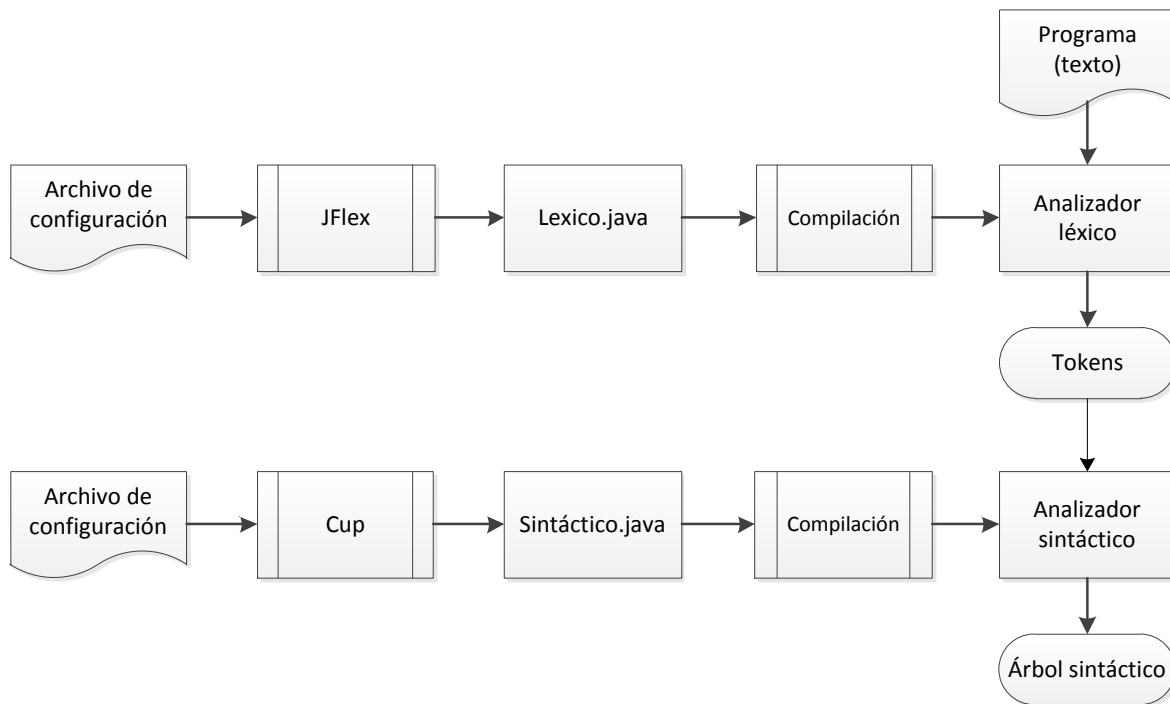 Programa
(texto)
Archivo de
configuración
JFlex
Lexico.java
Compilación
Analizador
léxico
Tokens
Archivo de
configuración
Cup
Sintáctico.java
Compilación
Analizador
sintáctico
Árbol sintáctico